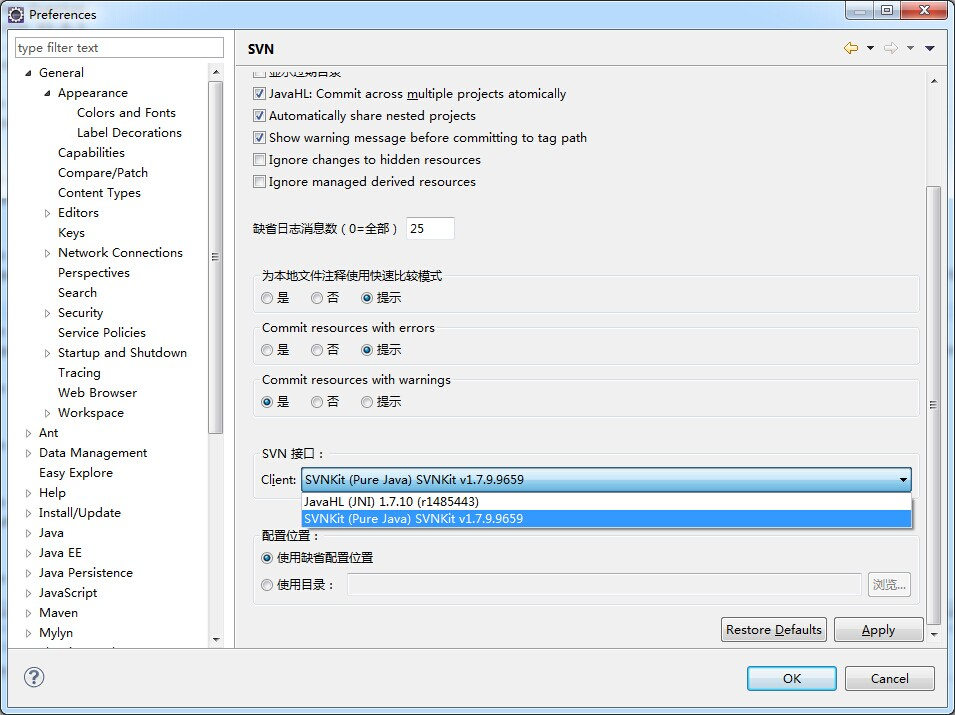 Preferences
type filter text
General
Appearance
Colors and Fonts
Label Decorations
Capabilities
Compare/Patch
Content Types
Editors
Keys
Network Connections
Perspectives
Search
Security
Service Policies
Startup and Shutdown
Tracing
Web Browser
Workspace
Ant
Data Management
Easy Explore
Help
Install/Update
Java
Java EE
Java Persistence
JavaScript
Maven
Mylyn
SVN
显示过期目录
JavaHL: Commit across multiple projects atomically
Automatically share nested projects
Show warning message before committing to tag path
Ignore changes to hidden resources
Ignore managed derived resources
缺省日志消息数（0=全部） 25
为本地文件注释使用快速比较模式
是 否 提示
Commit resources with errors
是 否 提示
Commit resources with warnings
是 否 提示
SVN 接口：
Client: SVNKit (Pure Java) SVNKit v1.7.9.9659
JavaHL (JNI) 1.7.10 (r1485443)
SVNKit (Pure Java) SVNKit v1.7.9.9659
配置位置：
使用缺省配置位置
使用目录： 浏览...
Restore Defaults Apply
OK Cancel